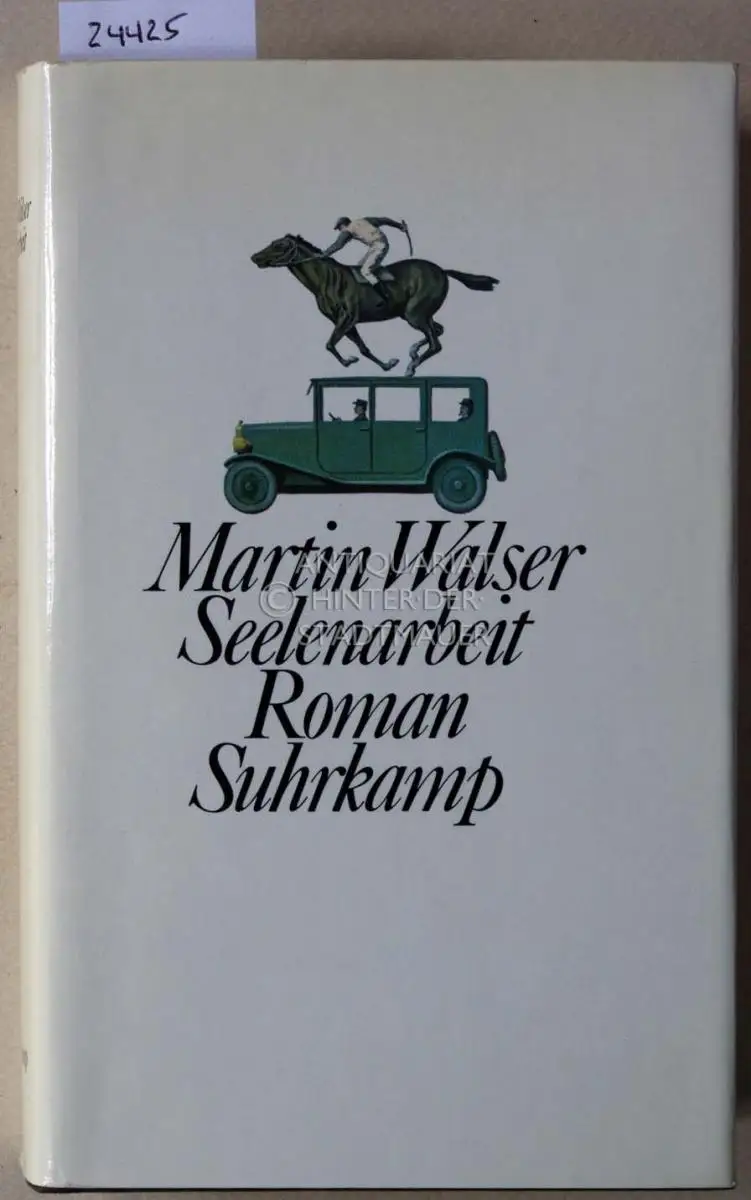 24425
Martin Walser
Seelenarbeit
Roman
Suhrkamp
ANTIQUARIAT
© HINTER·DER·
STADTMAUER